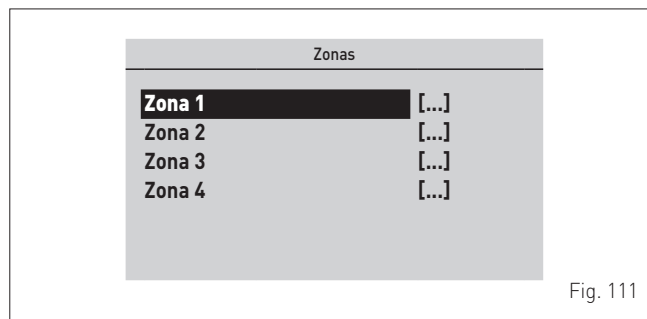 Zonas
Zona 1 [...]
Zona 2 [...]
Zona 3 [...]
Zona 4 [...]
Fig. 111